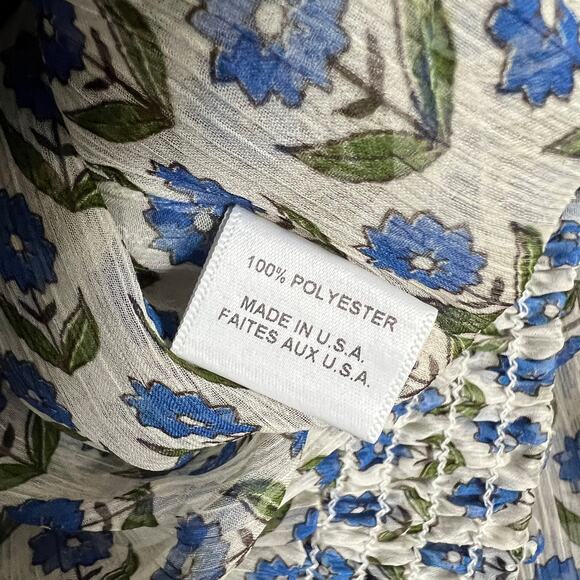 100% POLYESTER
MADE IN U.S.A.
FAITES AUX U.S.A.